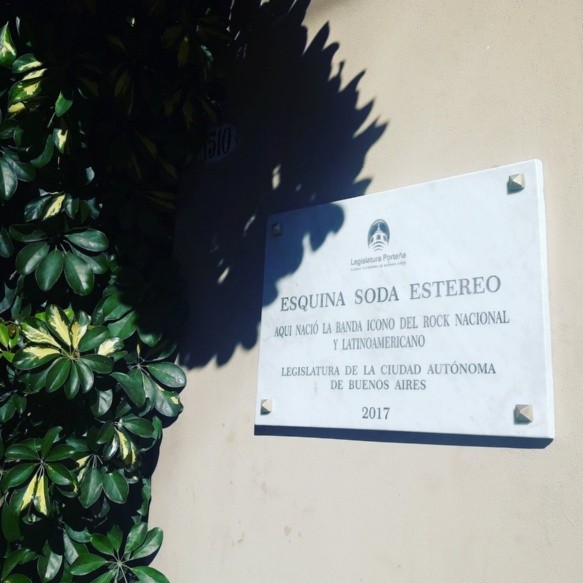 1510
Legislatura Porteña
ESQUINA SODA ESTEREO
AQUI NACIÓ LA BANDA ICONO DEL ROCK NACIONAL
Y LATINOAMERICANO
LEGISLATURA DE LA CIUDAD AUTÓNOMA
DE BUENOS AIRES
2017